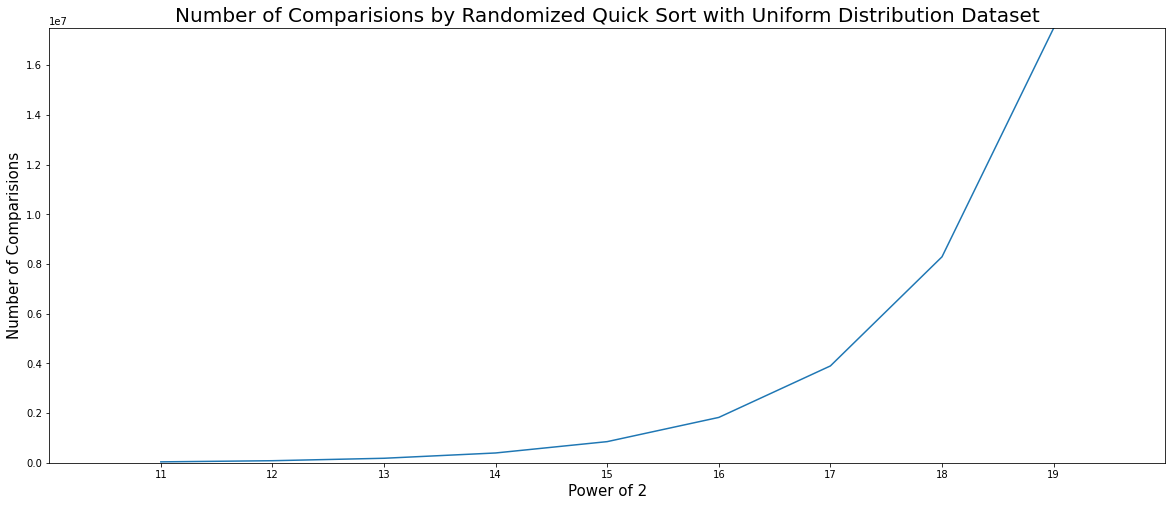 Number of Comparisions by Randomized Quick Sort with Uniform Distribution Dataset
1e7
1.6
1.4
1.2
1.0
0.8
0.6
0.4
0.2
0.0
Number of Comparisions
11 12 13 14 15 16 17 18 19
Power of 2